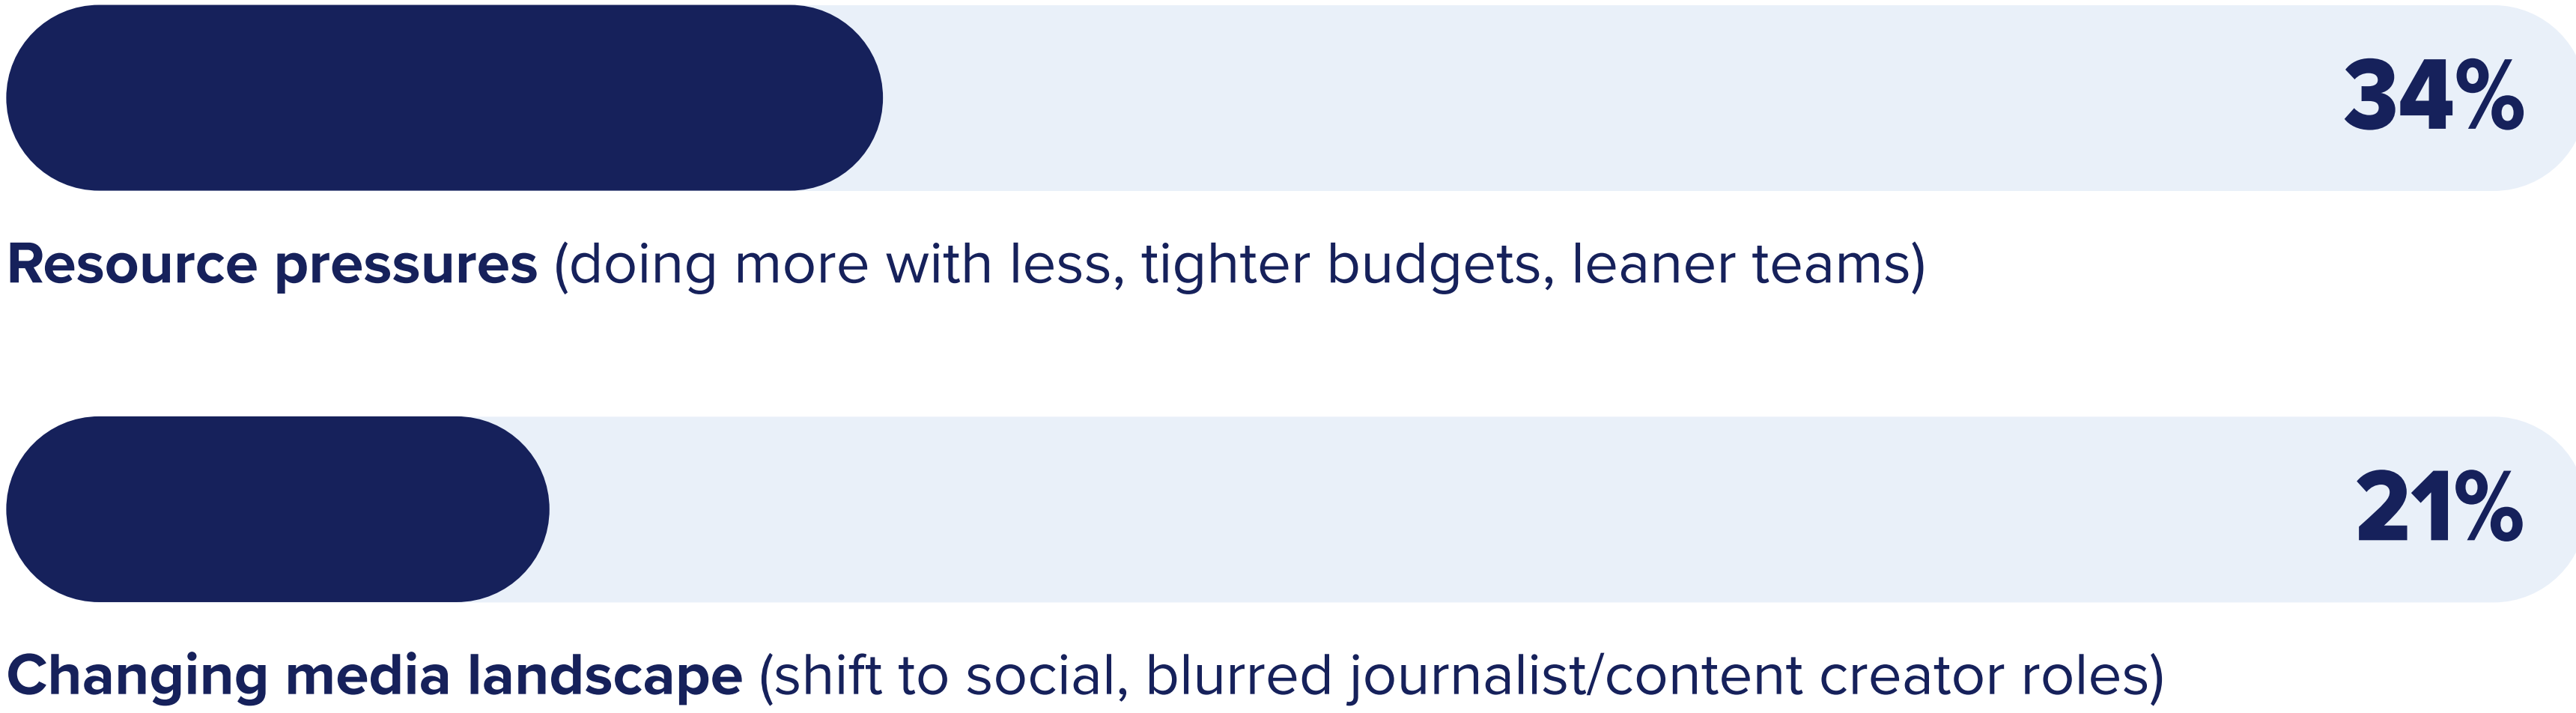 34%
Resource pressures (doing more with less, tighter budgets, leaner teams)
21%
Changing media landscape (shift to social, blurred journalist/content creator roles)